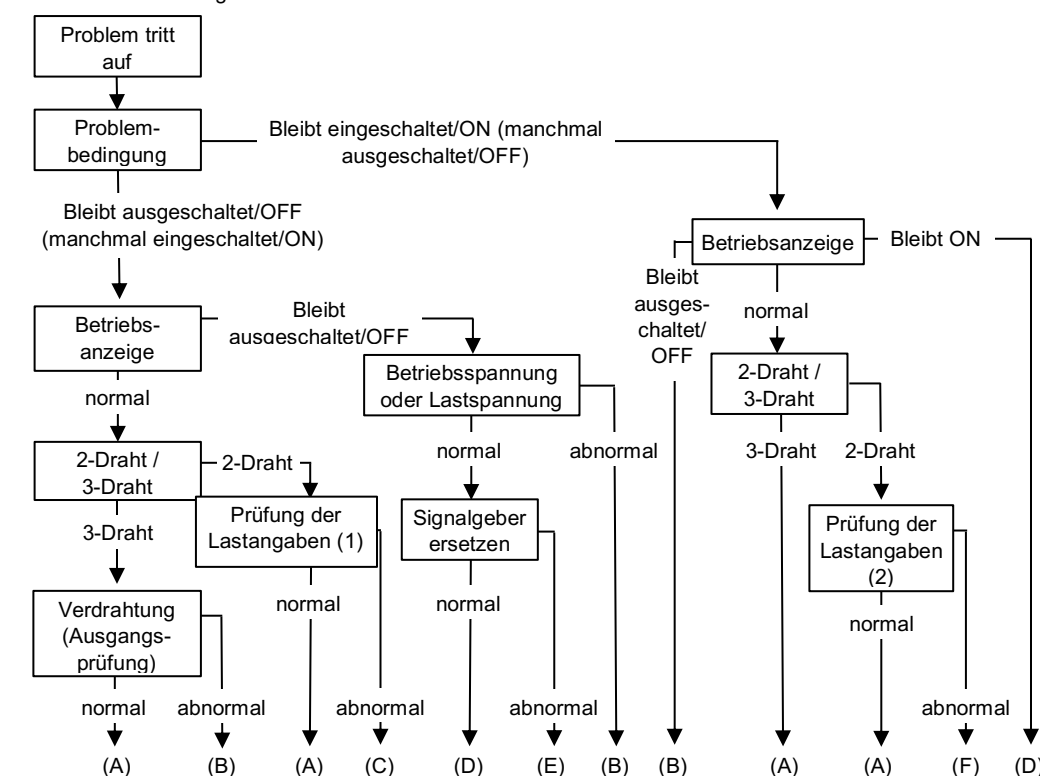 Problem tritt
auf
Problem-
bedingung
Bleibt eingeschaltet/ON (manchmal
ausgeschaltet/OFF)
Bleibt ausgeschaltet/OFF
(manchmal eingeschaltet/ON)
Betriebsanzeige
Bleibt ON
Bleibt
ausges-
chaltet/
OFF
normal
Betriebs-
anzeige
Bleibt
ausgeschaltet/OFF
normal
Betriebsspannung
oder Lastspannung
2-Draht /
3-Draht
normal
abnormal
3-Draht
2-Draht
2-Draht /
3-Draht
2-Draht
3-Draht
Prüfung der
Lastangaben (1)
Signalgeber
ersetzen
Prüfung der
Lastangaben
(2)
Verdrahtung
(Ausgangs-
prüfung)
normal
normal
normal
normal
abnormal
abnormal
abnormal
abnormal
(A)
(B)
(A)
(C)
(D)
(E)
(B)
(B)
(A)
(A)
(F)
(D)